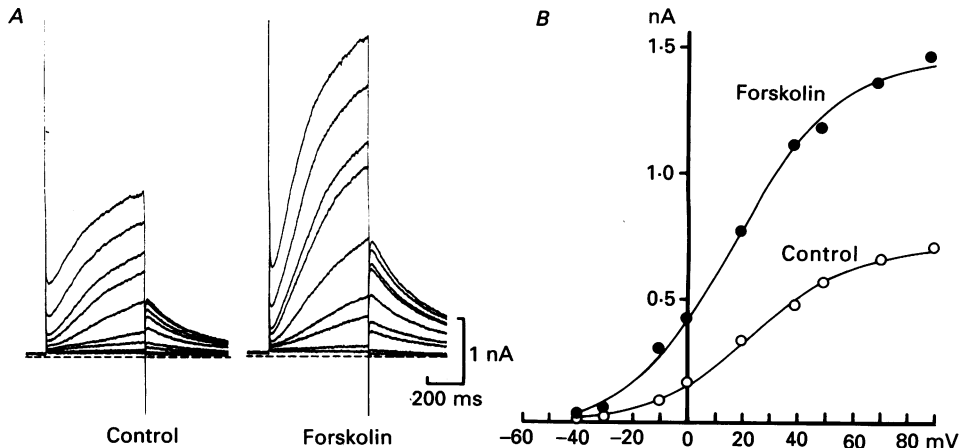 A
1 nA
200 ms
Control
Forskolin
B
nA
1·5
Forskolin
1·0
Control
0·5
−60 −40 −20 0 20 40 60 80 mV